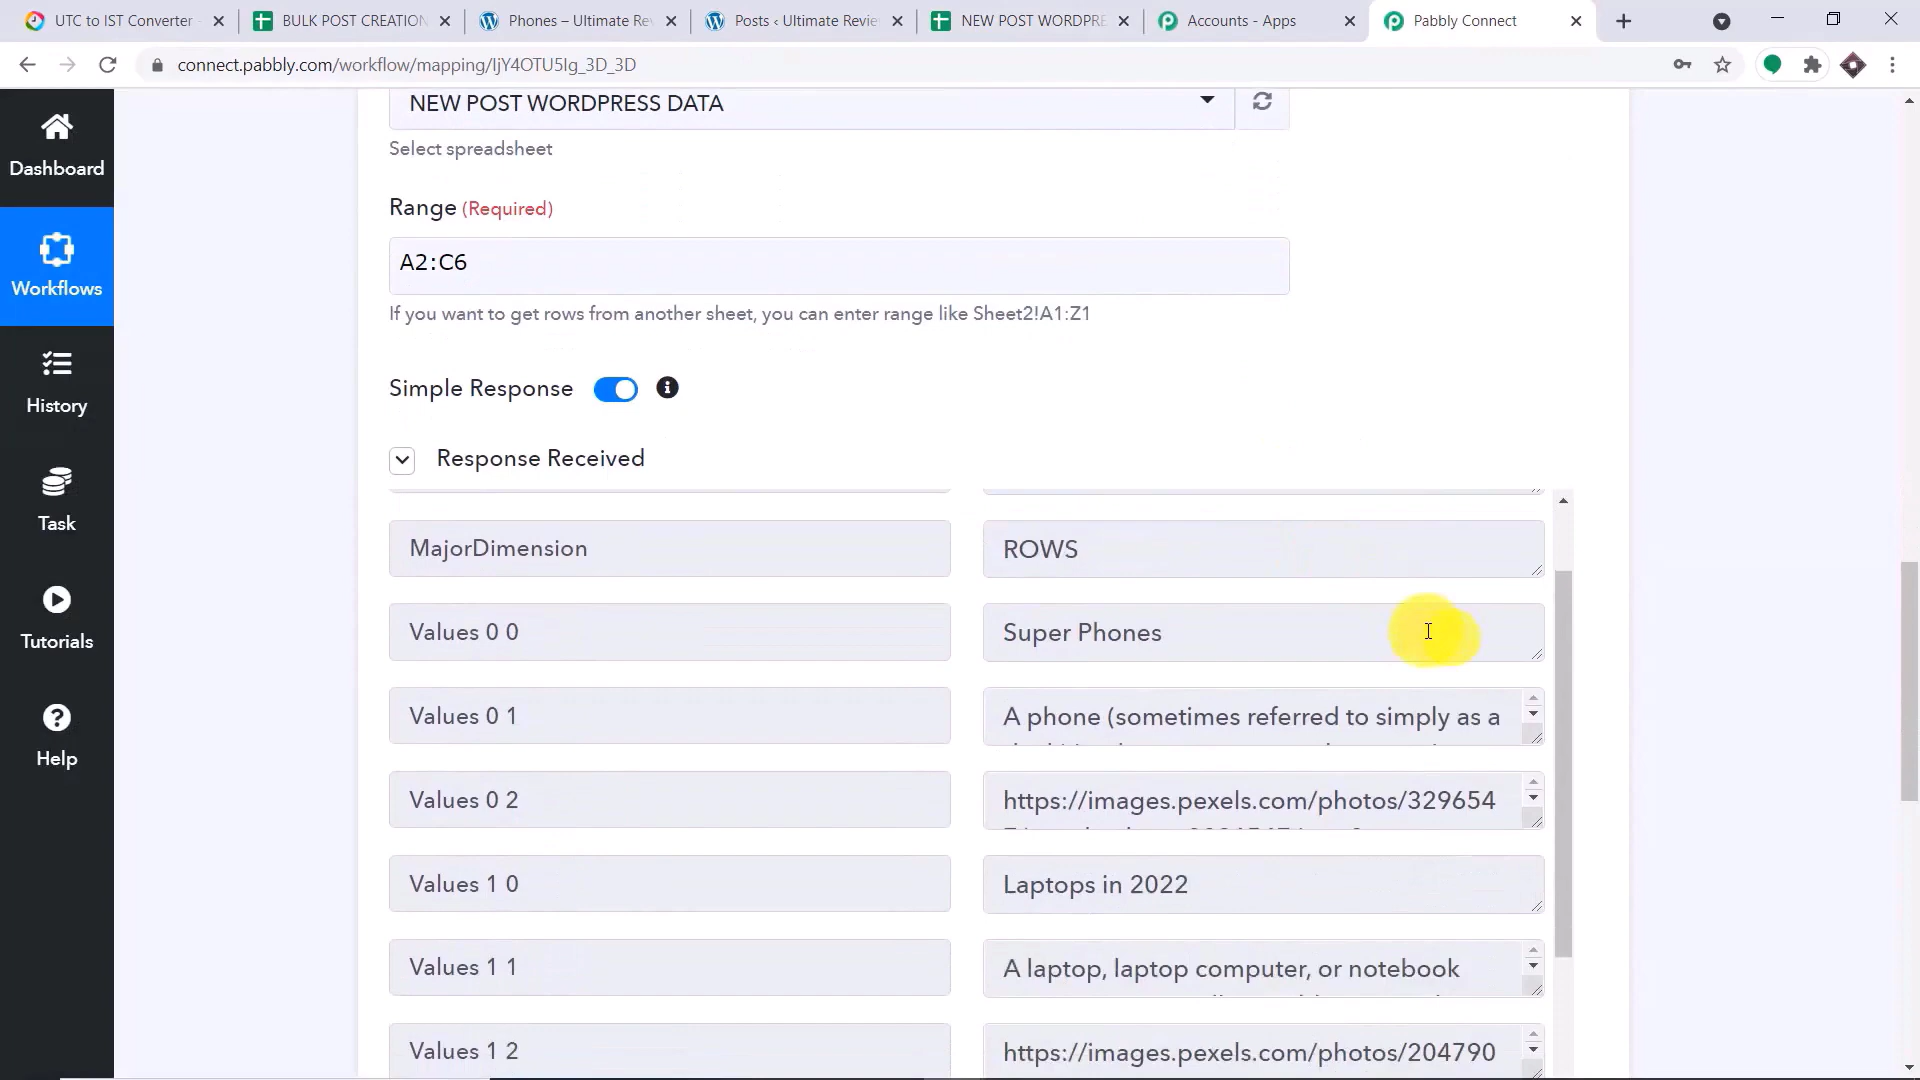 UTC to IST Converter -
BULK POST CREATION
Phones – Ultimate Rev
Posts ‹ Ultimate Review
NEW POST WORDPRE
Accounts - Apps
Pabbly Connect
connect.pabbly.com/workflow/mapping/IjY4OTU5Ig_3D_3D
Dashboard
Workflows
History
Task
Tutorials
Help
NEW POST WORDPRESS DATA
Select spreadsheet
Range (Required)
A2:C6
If you want to get rows from another sheet, you can enter range like Sheet2!A1:Z1
Simple Response
Response Received
MajorDimension
ROWS
Values 0 0
Super Phones
Values 0 1
A phone (sometimes referred to simply as a
Values 0 2
https://images.pexels.com/photos/329654
Values 1 0
Laptops in 2022
Values 1 1
A laptop, laptop computer, or notebook
Values 1 2
https://images.pexels.com/photos/204790